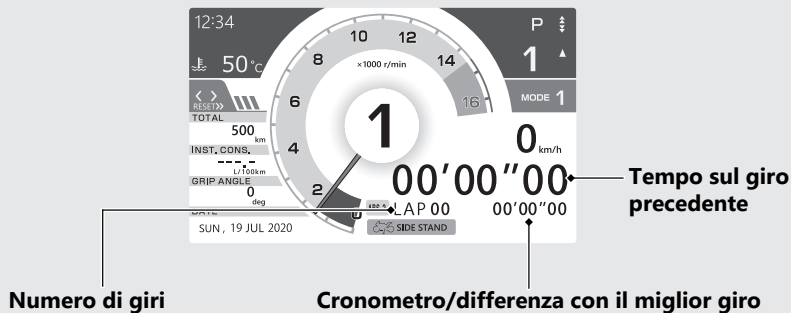 12:34
50°c
< >
RESET>>
TOTAL
500 km
INST. CONS.
---.-
L/100km
GRIP ANGLE
0
deg
DATE
SUN, 19 JUL 2020
0
2
4
6
8
10
12
14
16
×1000 r/min
1
P
1
MODE 1
0 km/h
00'00"00
LAP 00
00'00"00
SIDE STAND
Tempo sul giro
precedente
Numero di giri
Cronometro/differenza con il miglior giro